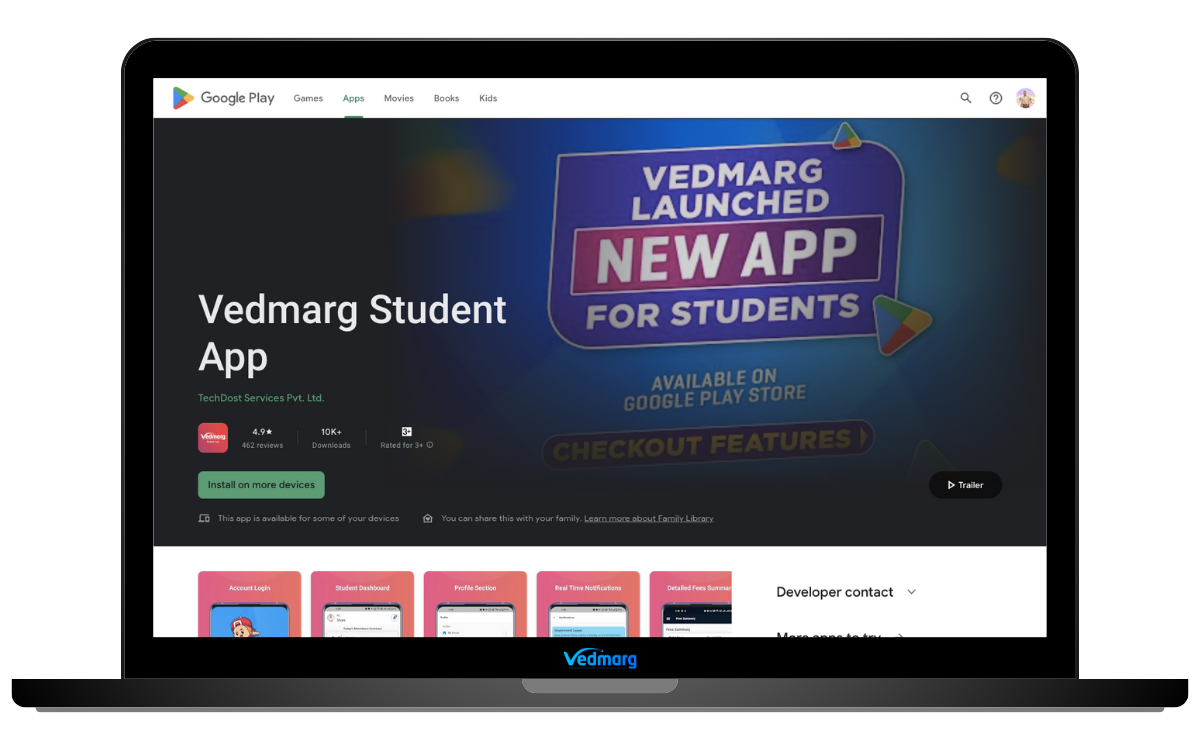 Google Play Games Apps Movies Books Kids
VEDMARG
LAUNCHED
NEW APP
FOR STUDENTS
AVAILABLE ON
GOOGLE PLAY STORE
CHECKOUT FEATURES
Vedmarg Student
App
TechDost Services Pvt. Ltd.
Vedmarg
4.9★ 10K+ 3+
462 reviews Downloads Rated for 3+
Install on more devices
Trailer
This app is available for some of your devices You can share this with your family. Learn more about Family Library
Account Login Student Dashboard Profile Section Real Time Notifications Detailed Fees Summar
Developer contact
More apps to try
Vedmarg